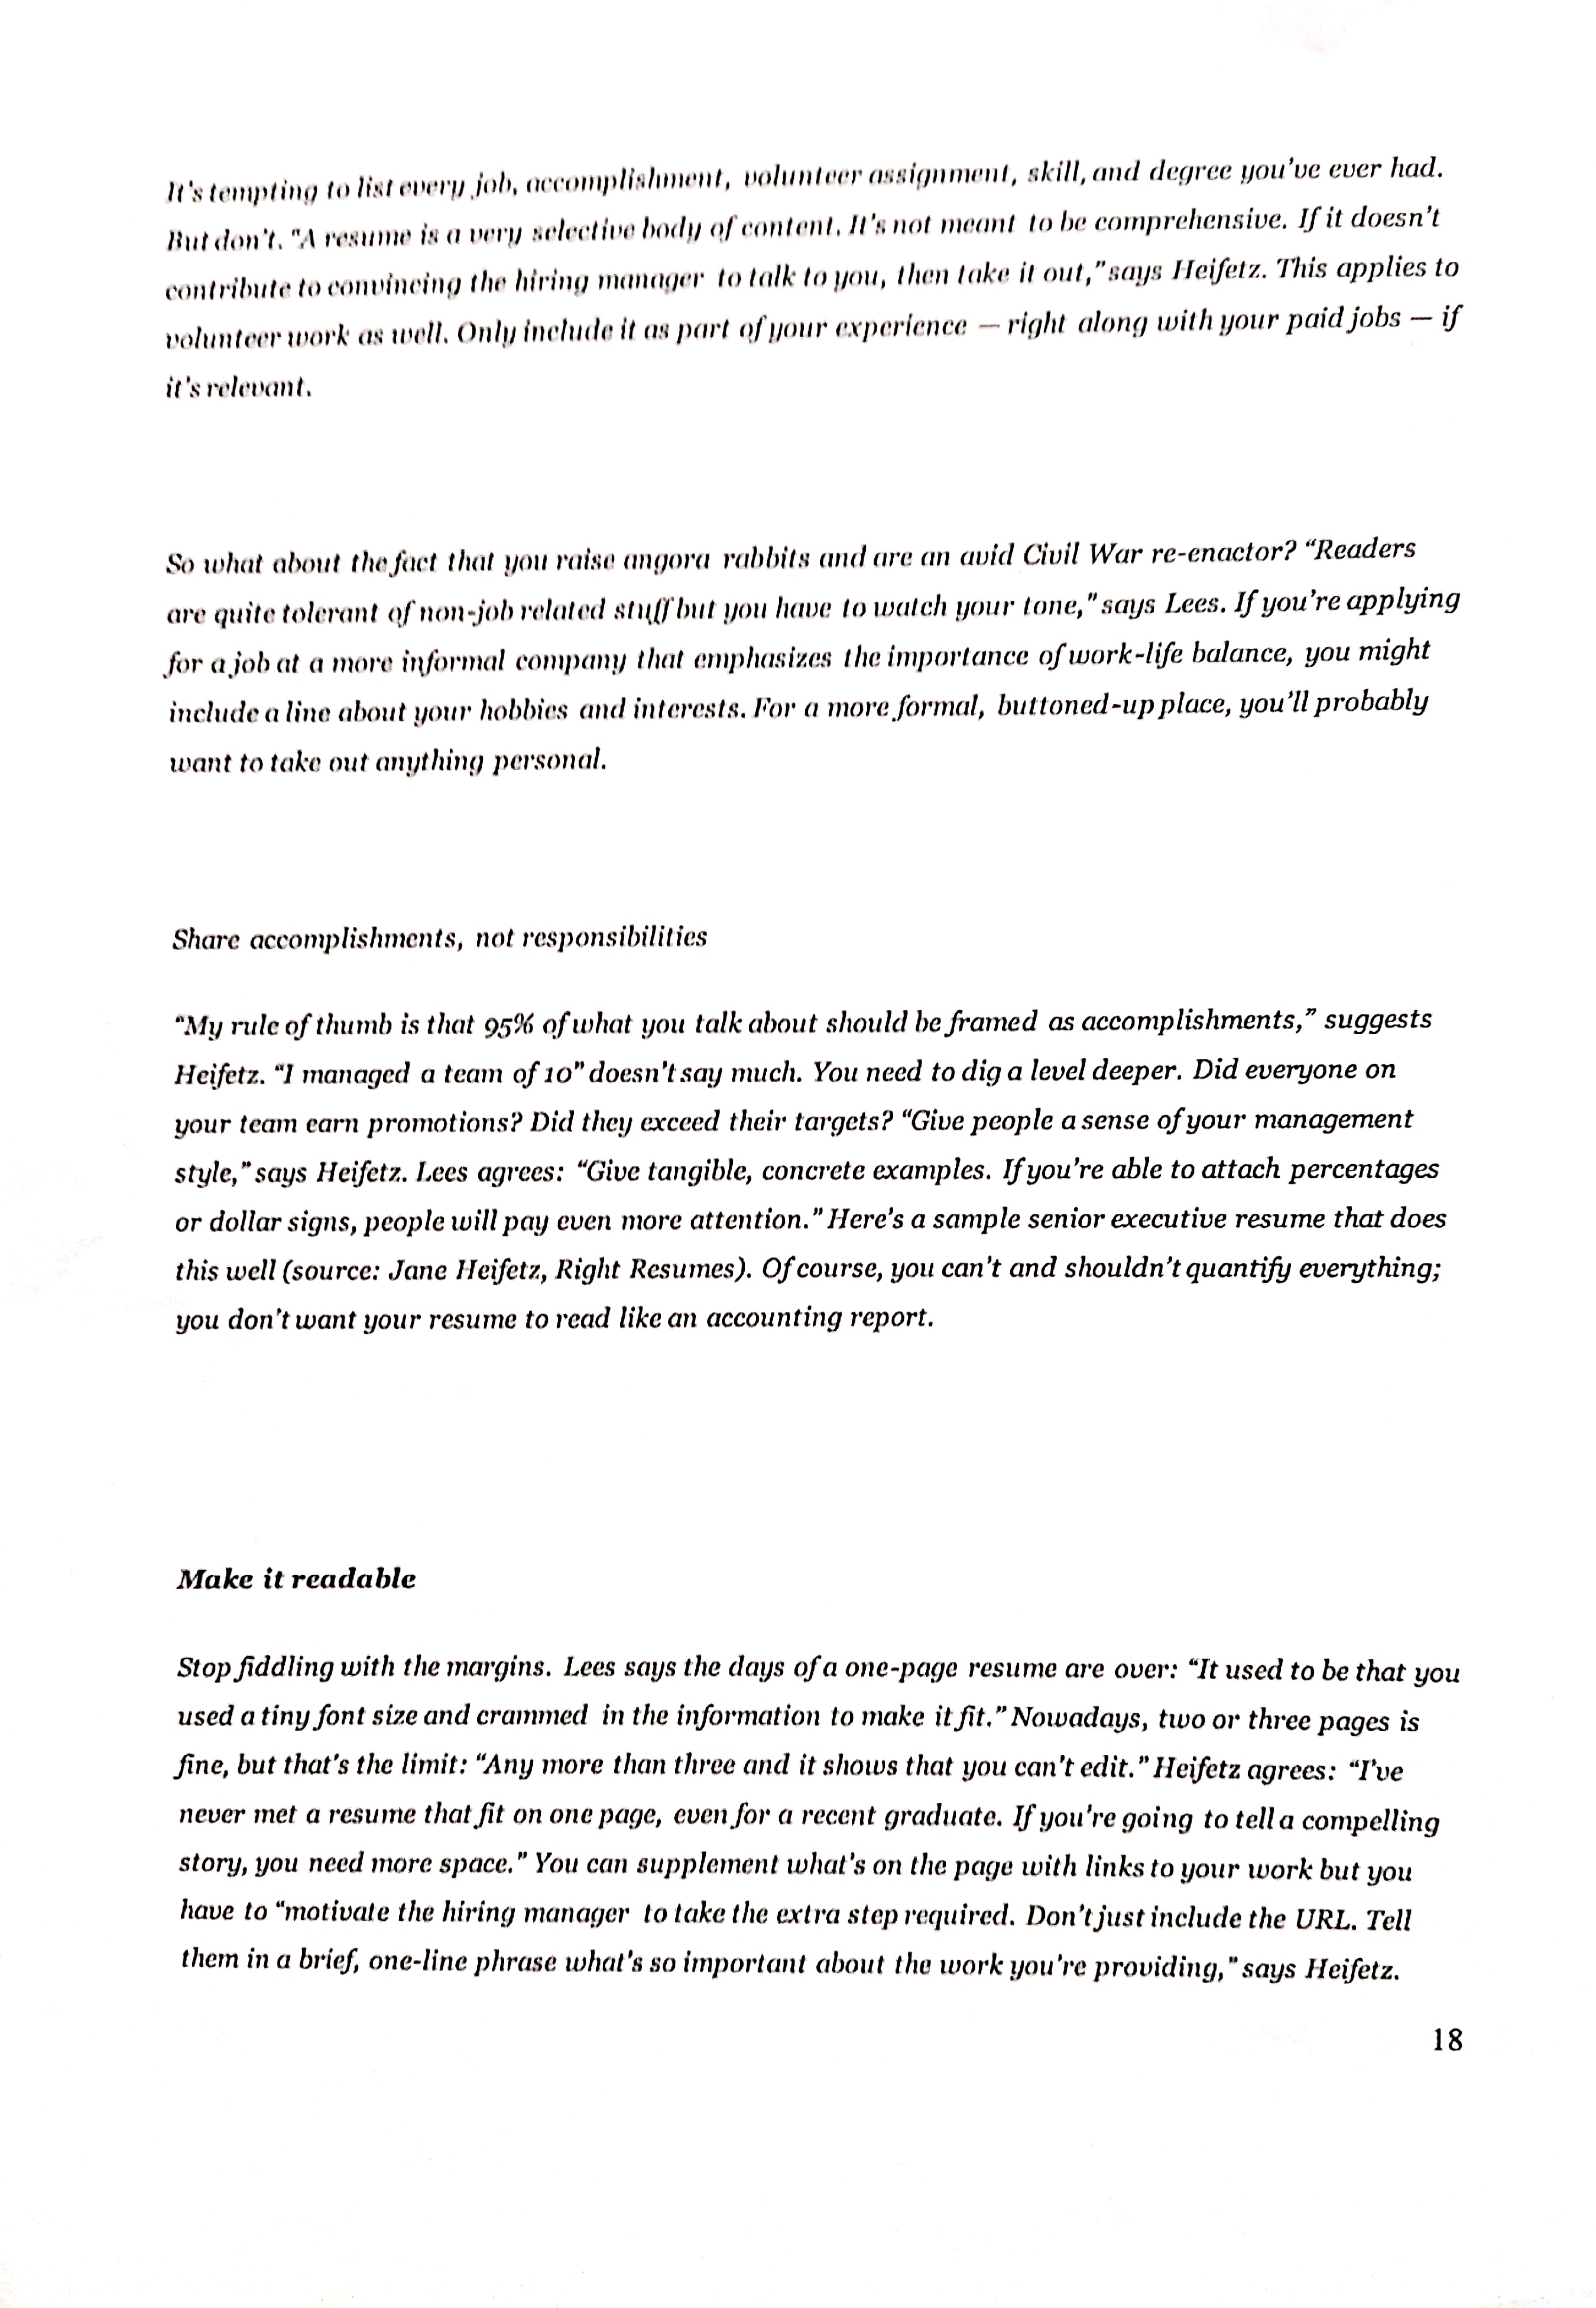 It's tempting to list every job, accomplishment, volunteer assignment, skill, and degree you've ever had.
But don't. "A resume is a very selective body of content. It's not meant to be comprehensive. If it doesn't
contribute to convincing the hiring manager to talk to you, then take it out," says Heifetz. This applies to
volunteer work as well. Only include it as part of your experience — right along with your paid jobs — if
it's relevant.
So what about the fact that you raise angora rabbits and are an avid Civil War re-enactor? “Readers
are quite tolerant of non-job related stuff but you have to watch your tone,” says Lees. If you're applying
for a job at a more informal company that emphasizes the importance of work-life balance, you might
include a line about your hobbies and interests. For a more formal, buttoned-up place, you'll probably
want to take out anything personal.
Share accomplishments, not responsibilities
“My rule of thumb is that 95% of what you talk about should be framed as accomplishments,” suggests
Heifetz. “I managed a team of 10” doesn't say much. You need to dig a level deeper. Did everyone on
your team earn promotions? Did they exceed their targets? “Give people a sense of your management
style,” says Heifetz. Lees agrees: “Give tangible, concrete examples. If you're able to attach percentages
or dollar signs, people will pay even more attention.” Here's a sample senior executive resume that does
this well (source: Jane Heifetz, Right Resumes). Of course, you can't and shouldn't quantify everything;
you don't want your resume to read like an accounting report.
Make it readable
Stop fiddling with the margins. Lees says the days of a one-page resume are over: “It used to be that you
used a tiny font size and crammed in the information to make it fit.” Nowadays, two or three pages is
fine, but that's the limit: “Any more than three and it shows that you can't edit.” Heifetz agrees: “I've
never met a resume that fit on one page, even for a recent graduate. If you're going to tell a compelling
story, you need more space.” You can supplement what's on the page with links to your work but you
have to “motivate the hiring manager to take the extra step required. Don't just include the URL. Tell
them in a brief, one-line phrase what's so important about the work you're providing,” says Heifetz.
18